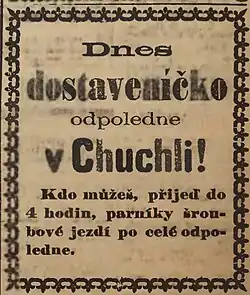 Dnes
dostaveníčko
odpoledne
v Chuchli!
Kdo můžeš, přijeď do
4 hodin, parníky šrou-
bové jezdí po celé odpo-
ledne.